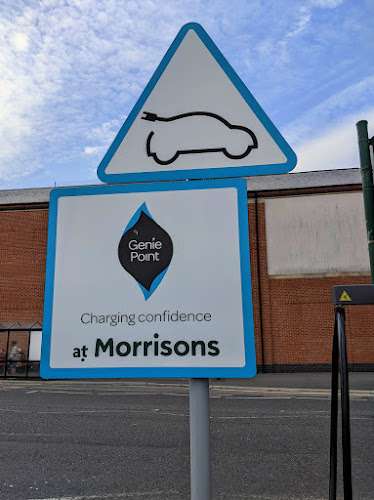 Genie
Point
Charging confidence
at Morrisons